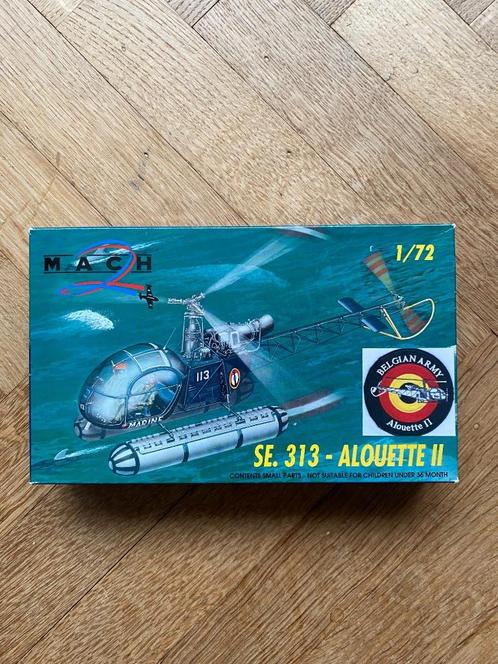 MACH
2
1/72
113
MARINE
BELGIAN ARMY
Alouette II
SE. 313 - ALOUETTE II
CONTENTS SMALL PARTS - NOT SUITABLE FOR CHILDREN UNDER 36 MONTH